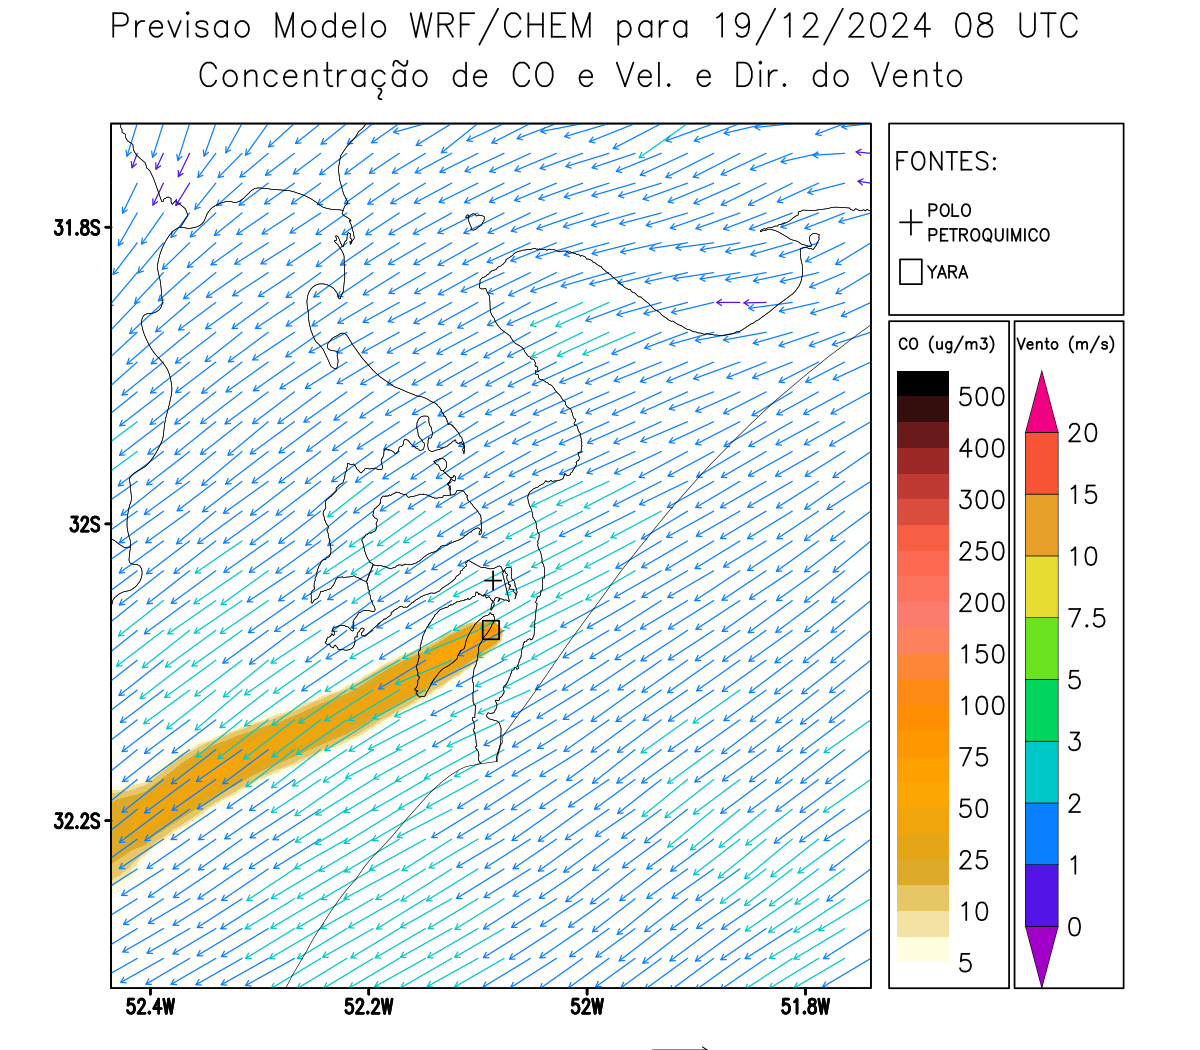 Previsao Modelo WRF/CHEM para 19/12/2024 08 UTC
Concentração de CO e Vel. e Dir. do Vento
FONTES:
POLO
PETROQUIMICO
YARA
CO (ug/m3)
500
400
300
250
200
150
100
75
50
25
10
5
Vento (m/s)
20
15
10
7.5
5
3
2
1
0
31.8S
32S
32.2S
52.4W
52.2W
52W
51.8W